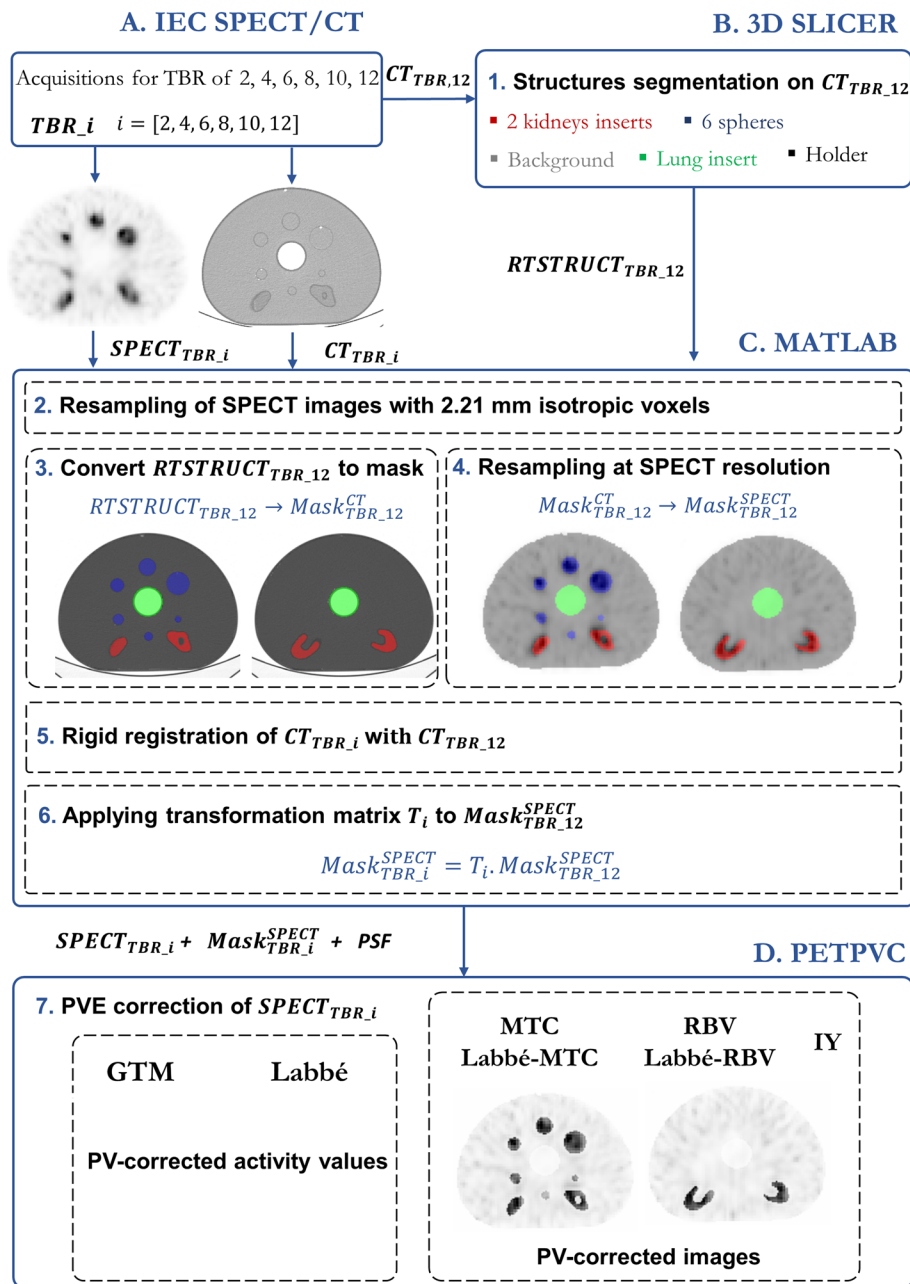 A. IEC SPECT/CT
B. 3D SLICER
Acquisitions for TBR of 2, 4, 6, 8, 10, 12
TBR_i i = [2, 4, 6, 8, 10, 12]
CT_TBR,12
1. Structures segmentation on CT_TBR_12
▪ 2 kidneys inserts ▪ 6 spheres
▪ Background ▪ Lung insert ▪ Holder
RTSTRUCT_TBR_12
SPECT_TBR_i
CT_TBR_i
C. MATLAB
2. Resampling of SPECT images with 2.21 mm isotropic voxels
3. Convert RTSTRUCT_TBR_12 to mask
RTSTRUCT_TBR_12 → Mask^CT_TBR_12
4. Resampling at SPECT resolution
Mask^CT_TBR_12 → Mask^SPECT_TBR_12
5. Rigid registration of CT_TBR_i with CT_TBR_12
6. Applying transformation matrix T_i to Mask^SPECT_TBR_12
Mask^SPECT_TBR_i = T_i. Mask^SPECT_TBR_12
SPECT_TBR_i + Mask^SPECT_TBR_i + PSF
D. PETPVC
7. PVE correction of SPECT_TBR_i
GTM Labbé
PV-corrected activity values
MTC RBV IY
Labbé-MTC Labbé-RBV
PV-corrected images